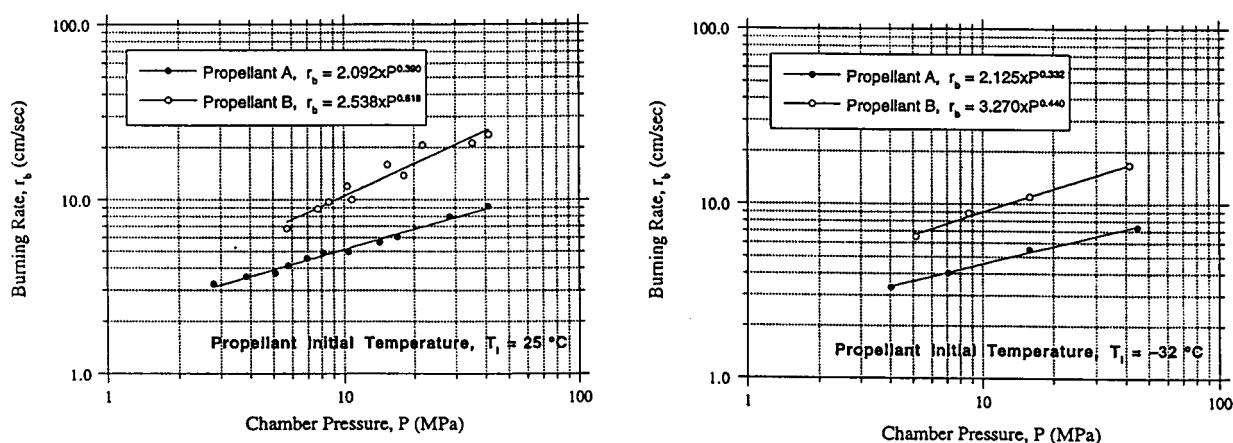 100.0
Propellant A, r_b = 2.092xP^0.390
Propellant B, r_b = 2.538xP^0.618
10.0
Burning Rate, r_b (cm/sec)
Propellant Initial Temperature, T_i = 25 °C
1.0
1
10
100
Chamber Pressure, P (MPa)
100.0
Propellant A, r_b = 2.125xP^0.332
Propellant B, r_b = 3.270xP^0.440
10.0
Burning Rate, r_b (cm/sec)
Propellant Initial Temperature, T_i = –32 °C
1.0
1
10
100
Chamber Pressure, P (MPa)